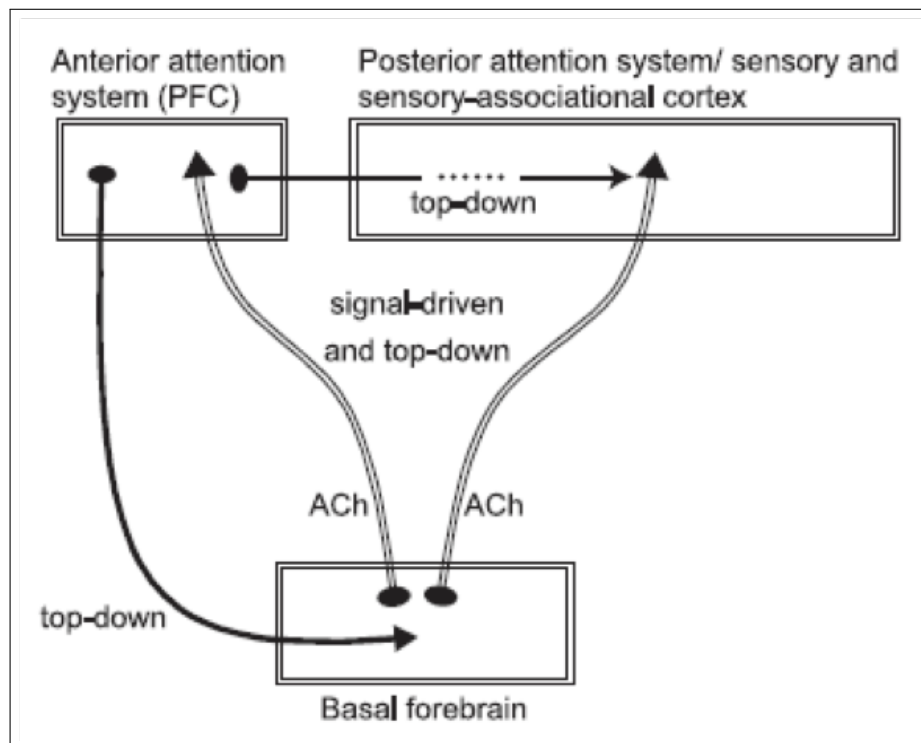 Anterior attention
system (PFC)
Posterior attention system/ sensory and
sensory-associational cortex
top-down
signal-driven
and top-down
ACh
ACh
top-down
Basal forebrain